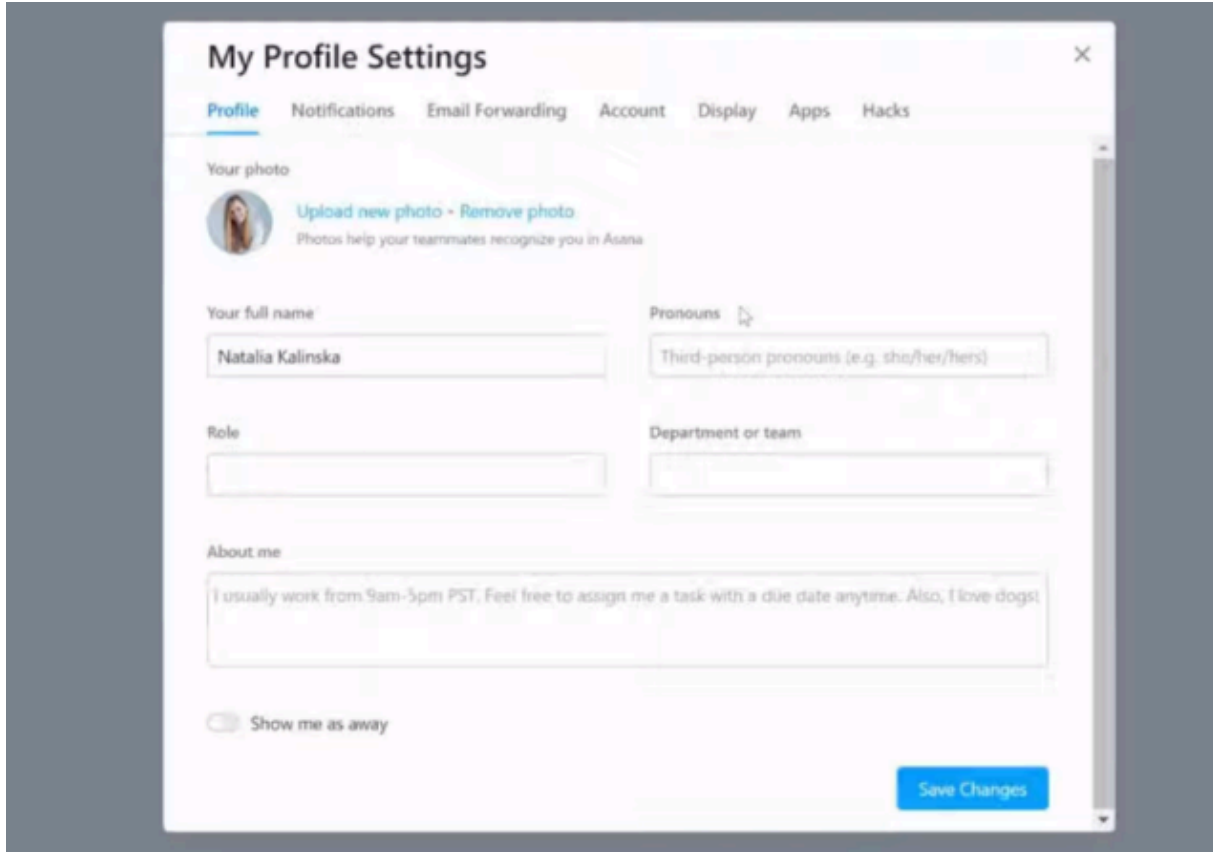 My Profile Settings
Profile Notifications Email Forwarding Account Display Apps Hacks
Your photo
Upload new photo • Remove photo
Photos help your teammates recognize you in Asana
Your full name Pronouns
Natalia Kalinska Third-person pronouns (e.g. she/her/hers)
Role Department or team
About me
I usually work from 9am-5pm PST. Feel free to assign me a task with a due date anytime. Also, I love dogs!
Show me as away
Save Changes